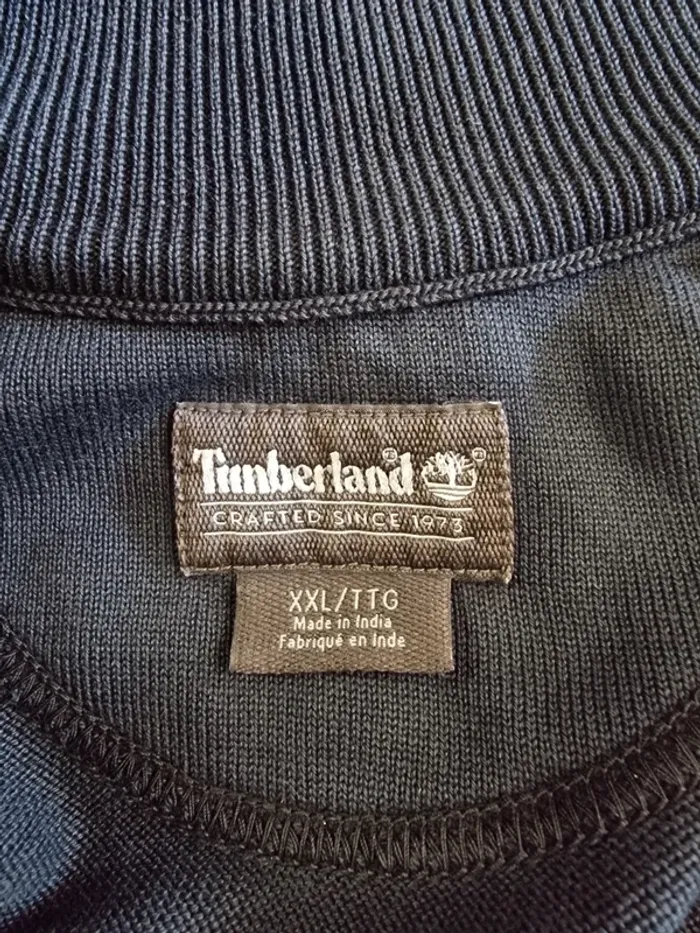 Timberland
CRAFTED SINCE 1973
XXL/TTG
Made in India
Fabriqué en Inde